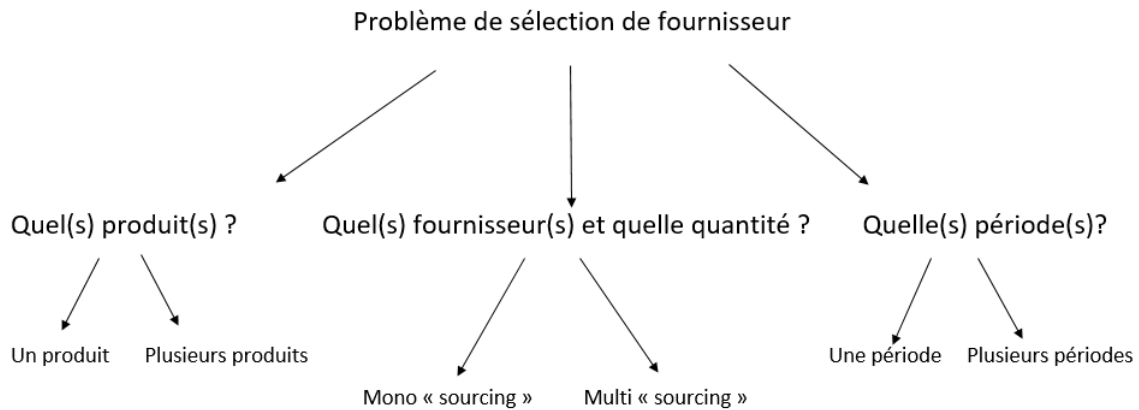 Problème de sélection de fournisseur
Quel(s) produit(s) ?
Quel(s) fournisseur(s) et quelle quantité ?
Quelle(s) période(s)?
Un produit
Plusieurs produits
Une période
Plusieurs périodes
Mono « sourcing »
Multi « sourcing »